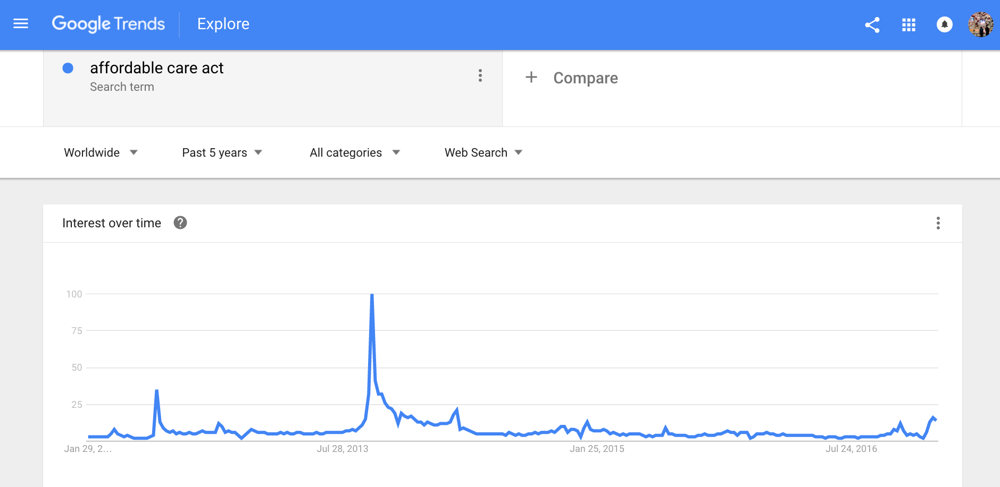 Google Trends Explore
affordable care act
Search term
+ Compare
Worldwide Past 5 years All categories Web Search
Interest over time ?
100
75
50
25
Jan 29, 2... Jul 28, 2013 Jan 25, 2015 Jul 24, 2016